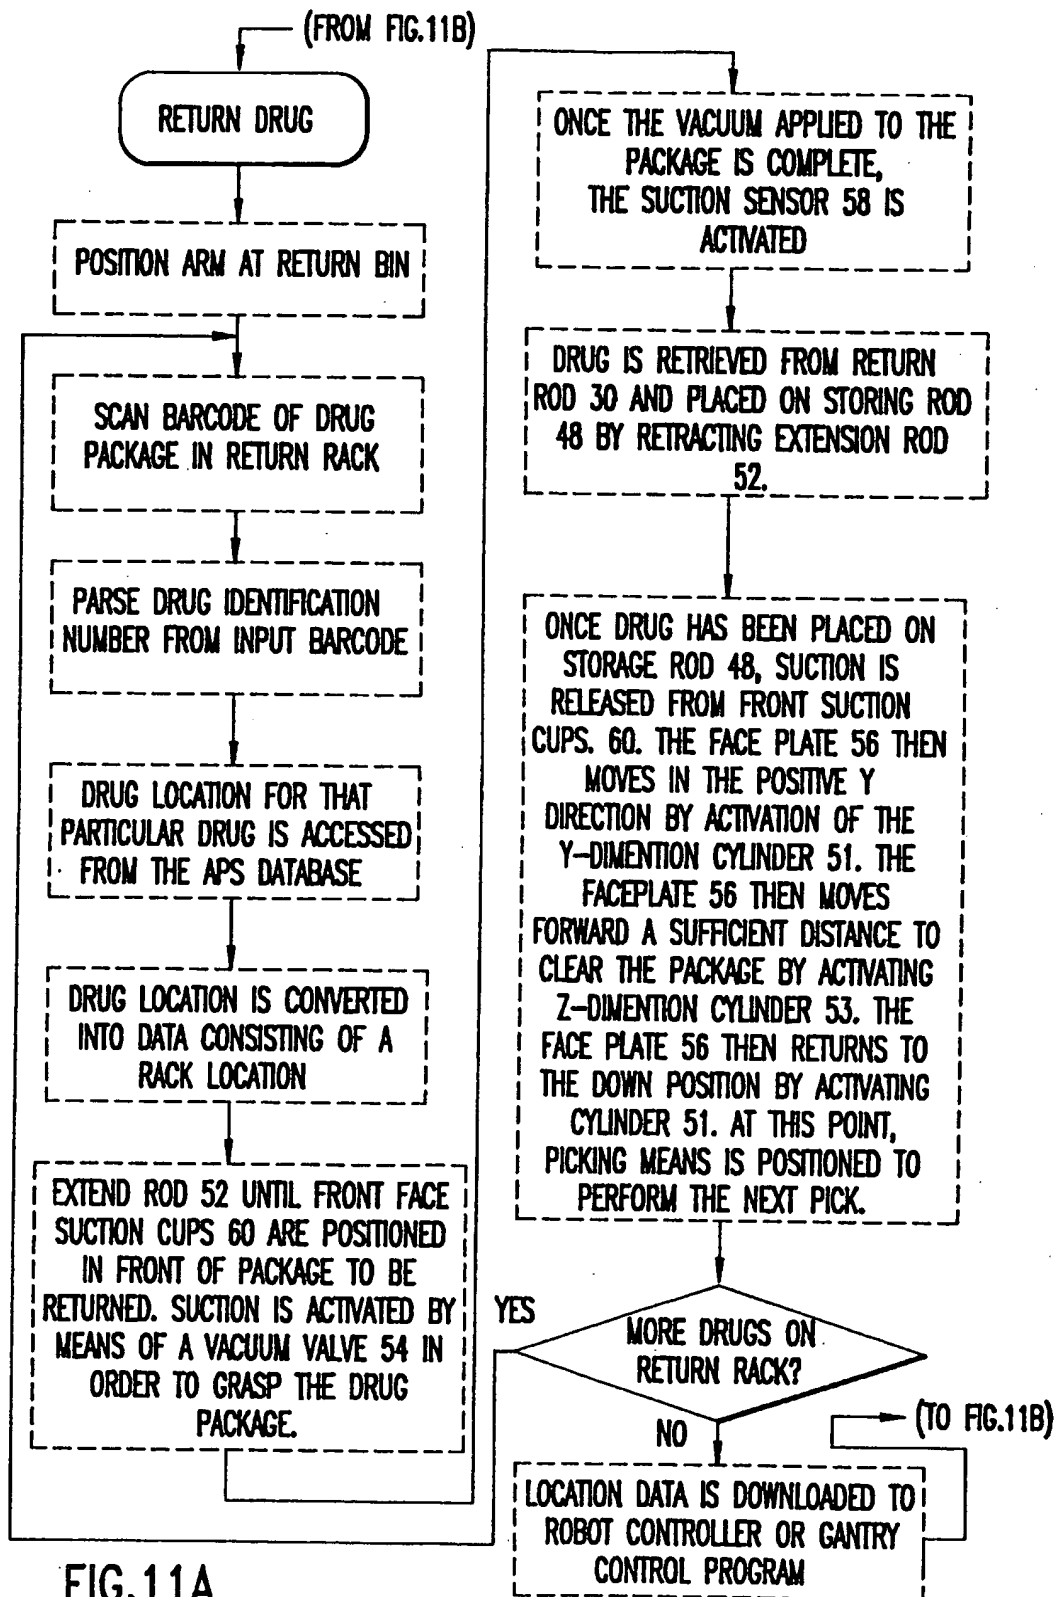 (FROM FIG.11B)
RETURN DRUG
POSITION ARM AT RETURN BIN
SCAN BARCODE OF DRUG
PACKAGE IN RETURN RACK
PARSE DRUG IDENTIFICATION
NUMBER FROM INPUT BARCODE
DRUG LOCATION FOR THAT
PARTICULAR DRUG IS ACCESSED
FROM THE APS DATABASE
DRUG LOCATION IS CONVERTED
INTO DATA CONSISTING OF A
RACK LOCATION
EXTEND ROD 52 UNTIL FRONT FACE
SUCTION CUPS 60 ARE POSITIONED
IN FRONT OF PACKAGE TO BE
RETURNED. SUCTION IS ACTIVATED BY
MEANS OF A VACUUM VALVE 54 IN
ORDER TO GRASP THE DRUG
PACKAGE.
ONCE THE VACUUM APPLIED TO THE
PACKAGE IS COMPLETE,
THE SUCTION SENSOR 58 IS
ACTIVATED
DRUG IS RETRIEVED FROM RETURN
ROD 30 AND PLACED ON STORING ROD
48 BY RETRACTING EXTENSION ROD
52.
ONCE DRUG HAS BEEN PLACED ON
STORAGE ROD 48, SUCTION IS
RELEASED FROM FRONT SUCTION
CUPS. 60. THE FACE PLATE 56 THEN
MOVES IN THE POSITIVE Y
DIRECTION BY ACTIVATION OF THE
Y-DIMENTION CYLINDER 51. THE
FACEPLATE 56 THEN MOVES
FORWARD A SUFFICIENT DISTANCE TO
CLEAR THE PACKAGE BY ACTIVATING
Z-DIMENTION CYLINDER 53. THE
FACE PLATE 56 THEN RETURNS TO
THE DOWN POSITION BY ACTIVATING
CYLINDER 51. AT THIS POINT,
PICKING MEANS IS POSITIONED TO
PERFORM THE NEXT PICK.
YES
MORE DRUGS ON
RETURN RACK?
NO
(TO FIG.11B)
LOCATION DATA IS DOWNLOADED TO
ROBOT CONTROLLER OR GANTRY
CONTROL PROGRAM
FIG.11A